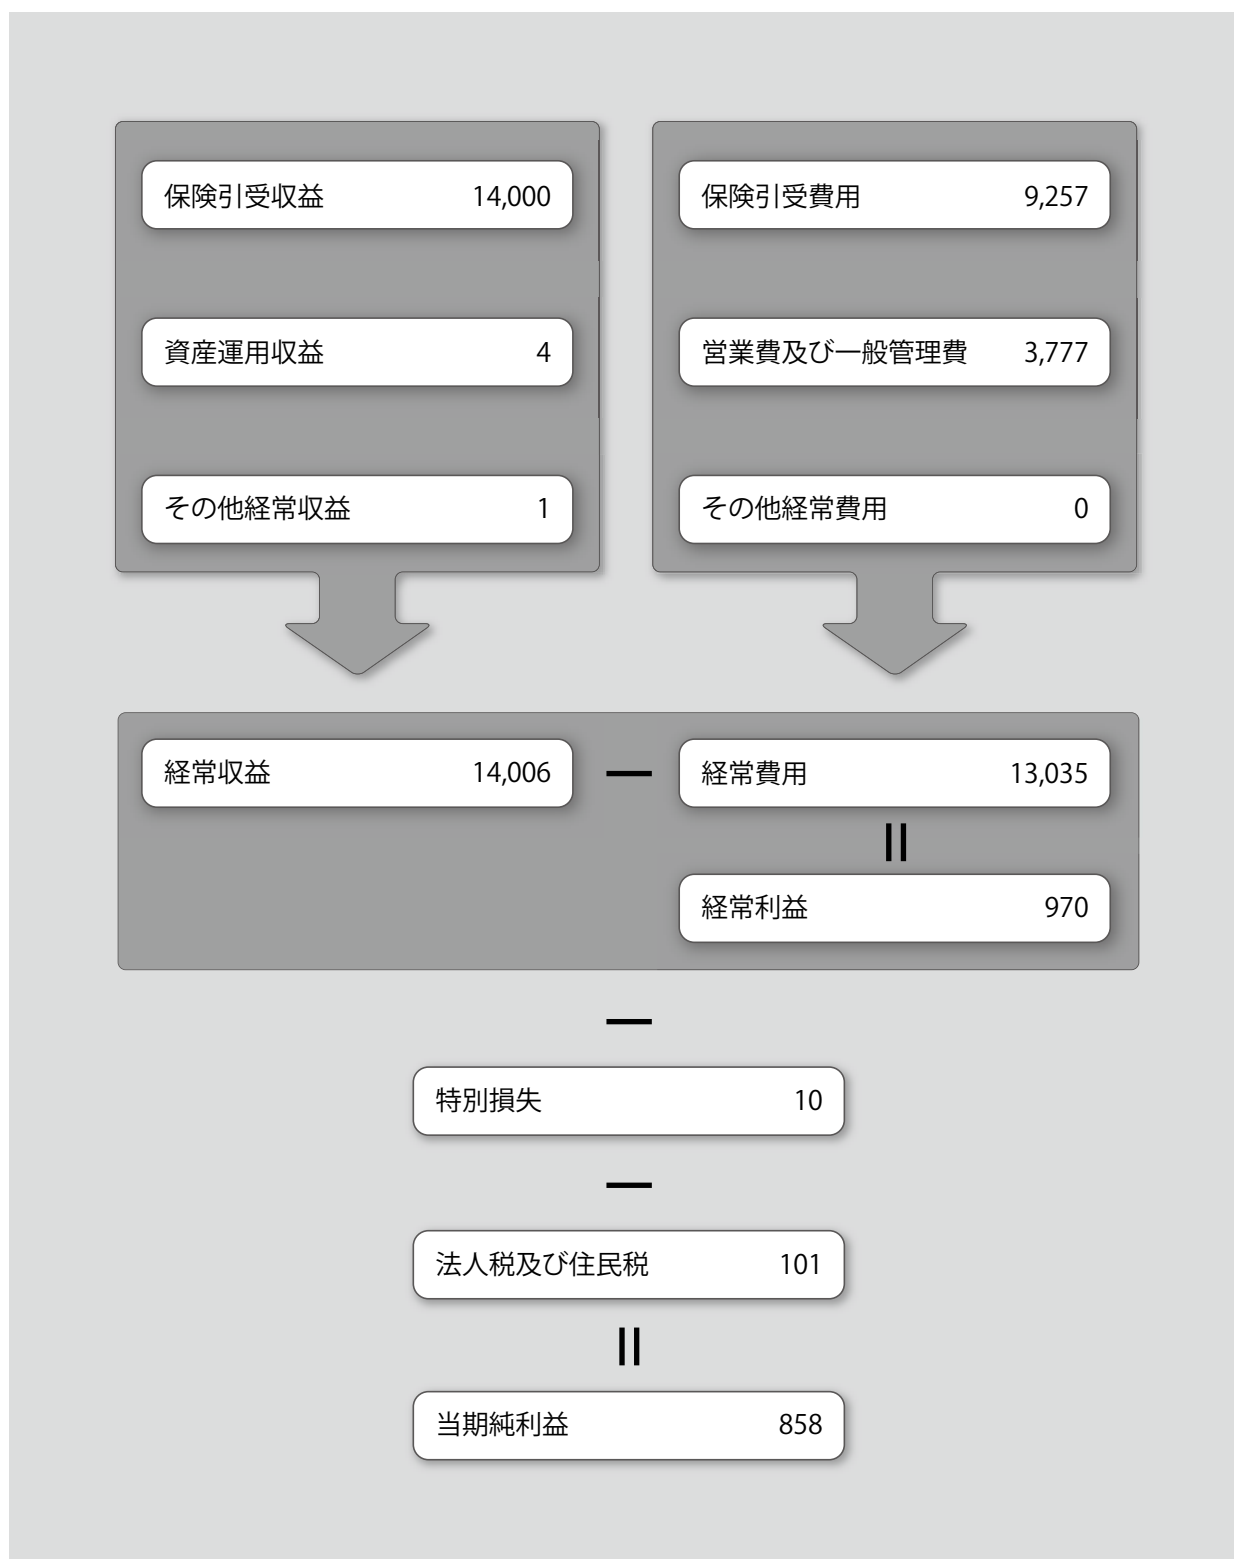 保険引受収益 14,000
資産運用収益 4
その他経常収益 1
保険引受費用 9,257
営業費及び一般管理費 3,777
その他経常費用 0
経常収益 14,006
ー
経常費用 13,035
=
経常利益 970
ー
特別損失 10
ー
法人税及び住民税 101
=
当期純利益 858